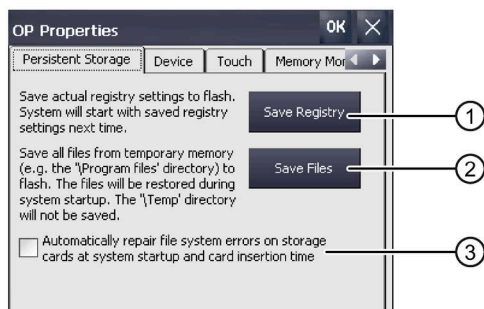 OP Properties OK
Persistent Storage Device Touch
Save actual registry settings to flash.
System will start with saved registry
settings next time.
Save Registry
1
Save all files from temporary memory
(e.g. the '\Program files' directory) to
flash. The files will be restored during
system startup. The '\Temp' directory
will not be saved.
Save Files
2
Automatically repair file system errors on storage
cards at system startup and card insertion time
3